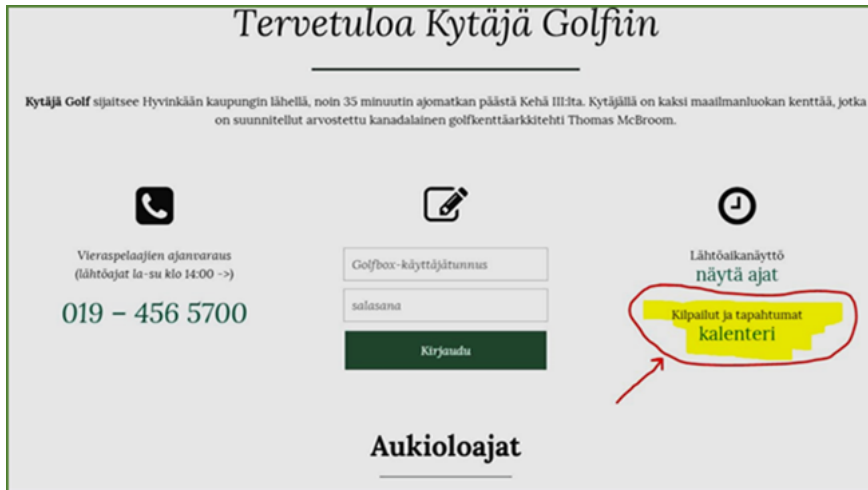 Tervetuloa Kytäjä Golfiin
Kytäjä Golf sijaitsee Hyvinkään kaupungin lähellä, noin 35 minuutin ajomatkan päästä Kehä III:lta. Kytäjällä on kaksi maailmanluokan kenttää, jotka
on suunnitellut arvostettu kanadalainen golfkenttäarkkitehti Thomas McBroom.
Vieraspelaajien ajanvaraus
(lähtöajat la-su klo 14:00 ->)
019 – 456 5700
Golfbox-käyttäjätunnus
salasana
Kirjaudu
Lähtöaikanäyttö
näytä ajat
Kilpailut ja tapahtumat
kalenteri
Aukioloajat